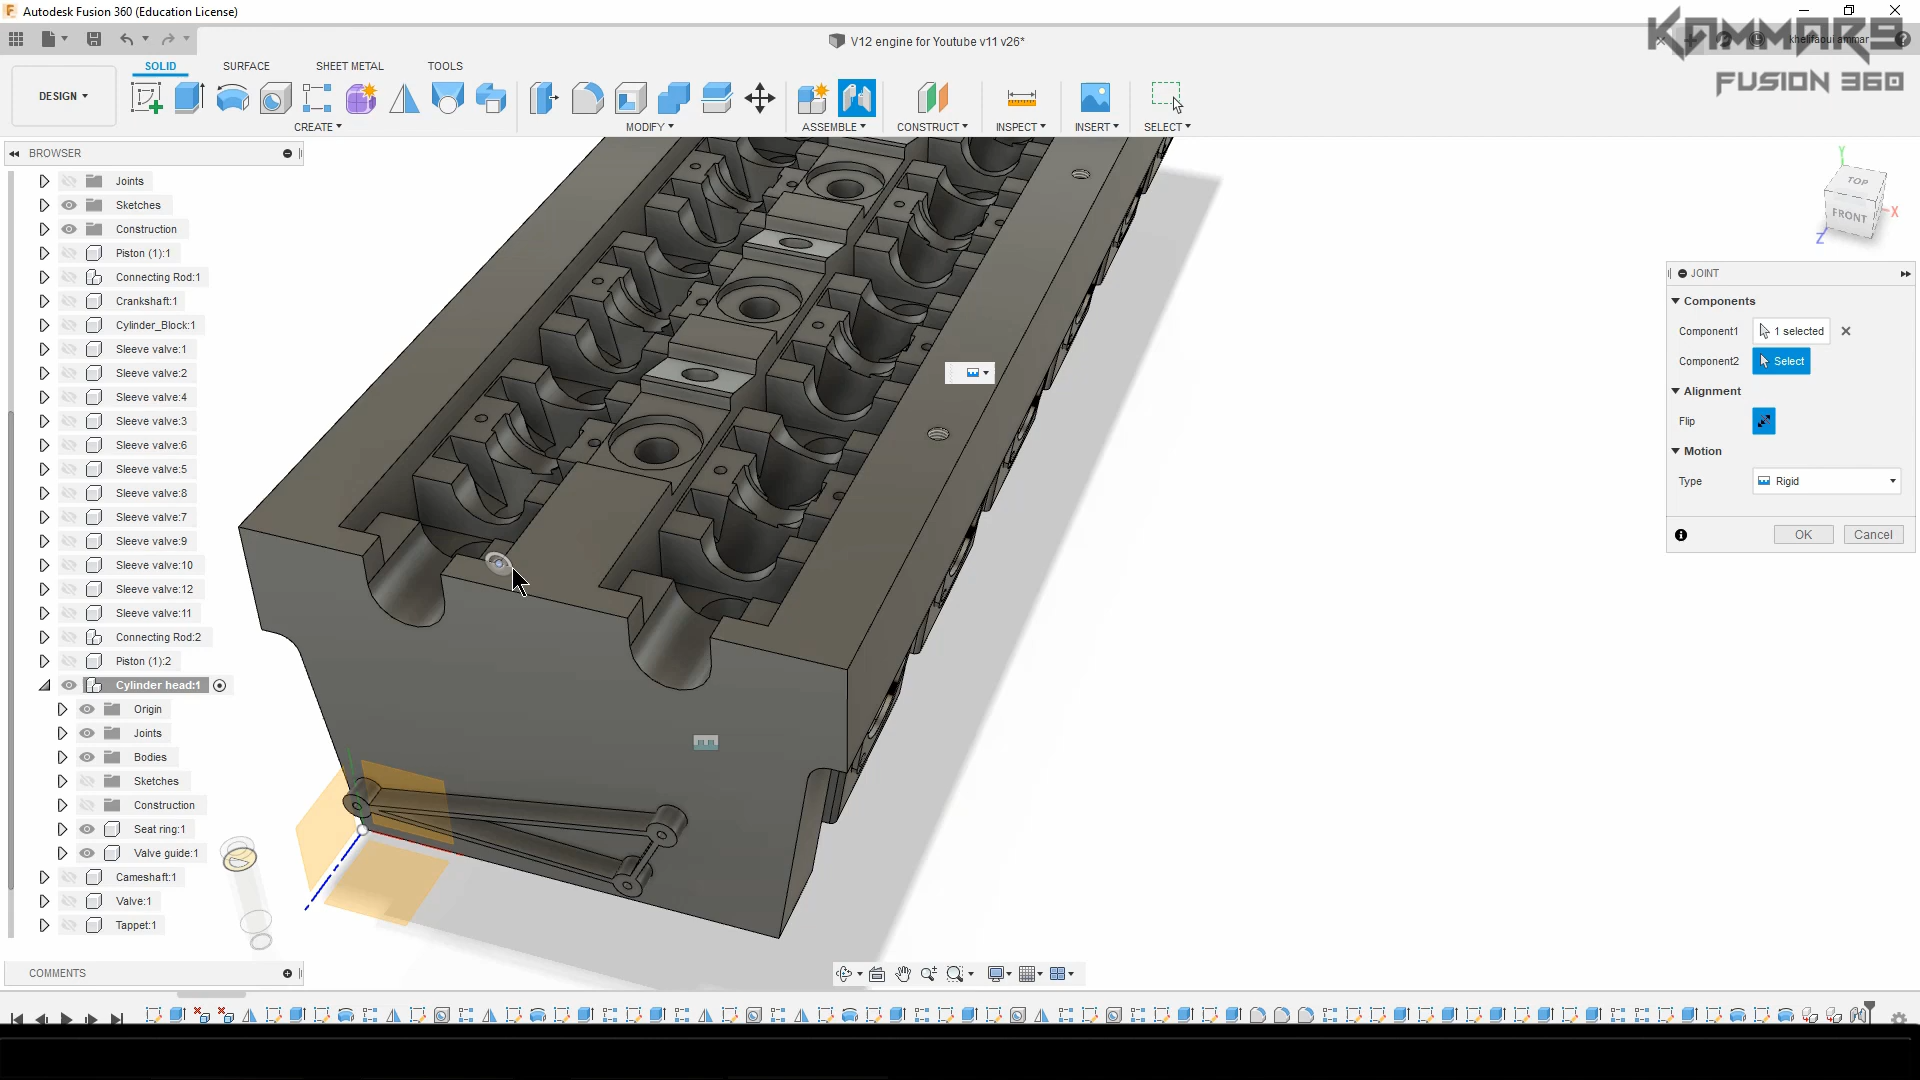 Autodesk Fusion 360 (Education License)
KAMMAR9
V12 engine for Youtube v11 v26*
khelifaoui ammar
FUSION 360
SOLID
SURFACE
SHEET METAL
TOOLS
DESIGN
CREATE
MODIFY
ASSEMBLE
CONSTRUCT
INSPECT
INSERT
SELECT
BROWSER
Joints
Sketches
Construction
Piston (1):1
Connecting Rod:1
Crankshaft:1
Cylinder_Block:1
Sleeve valve:1
Sleeve valve:2
Sleeve valve:4
Sleeve valve:3
Sleeve valve:6
Sleeve valve:5
Sleeve valve:8
Sleeve valve:7
Sleeve valve:9
Sleeve valve:10
Sleeve valve:12
Sleeve valve:11
Connecting Rod:2
Piston (1):2
Cylinder head:1
Origin
Joints
Bodies
Sketches
Construction
Seat ring:1
Valve guide:1
Cameshaft:1
Valve:1
Tappet:1
COMMENTS
Y
TOP
FRONT
X
Z
JOINT
Components
Component1
1 selected
Component2
Select
Alignment
Flip
Motion
Type
Rigid
OK
Cancel